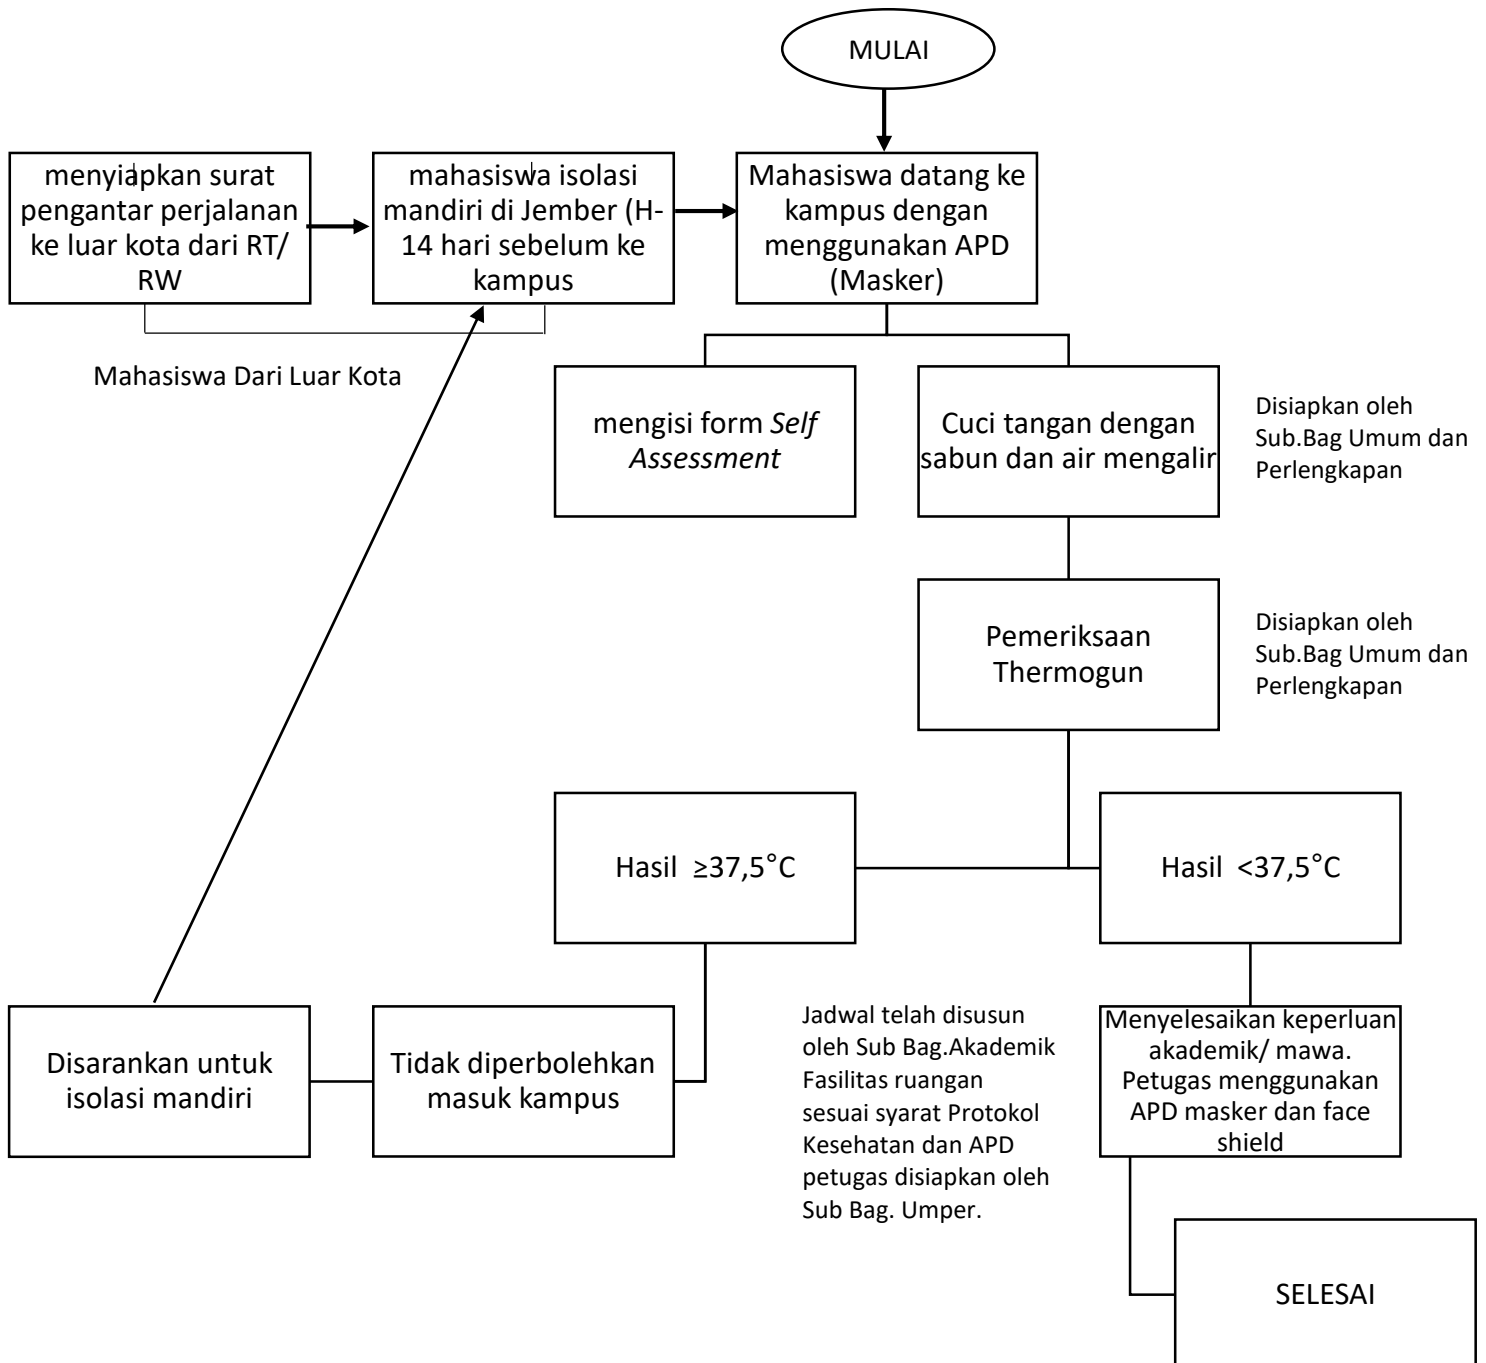 MULAI
menyiapkan surat
pengantar perjalanan
ke luar kota dari RT/
RW
mahasiswa isolasi
mandiri di Jember (H-
14 hari sebelum ke
kampus
Mahasiswa datang ke
kampus dengan
menggunakan APD
(Masker)
Mahasiswa Dari Luar Kota
mengisi form Self
Assessment
Cuci tangan dengan
sabun dan air mengalir
Disiapkan oleh
Sub.Bag Umum dan
Perlengkapan
Pemeriksaan
Thermogun
Disiapkan oleh
Sub.Bag Umum dan
Perlengkapan
Hasil ≥37,5°C
Hasil <37,5°C
Disarankan untuk
isolasi mandiri
Tidak diperbolehkan
masuk kampus
Jadwal telah disusun
oleh Sub Bag.Akademik
Fasilitas ruangan
sesuai syarat Protokol
Kesehatan dan APD
petugas disiapkan oleh
Sub Bag. Umper.
Menyelesaikan keperluan
akademik/ mawa.
Petugas menggunakan
APD masker dan face
shield
SELESAI